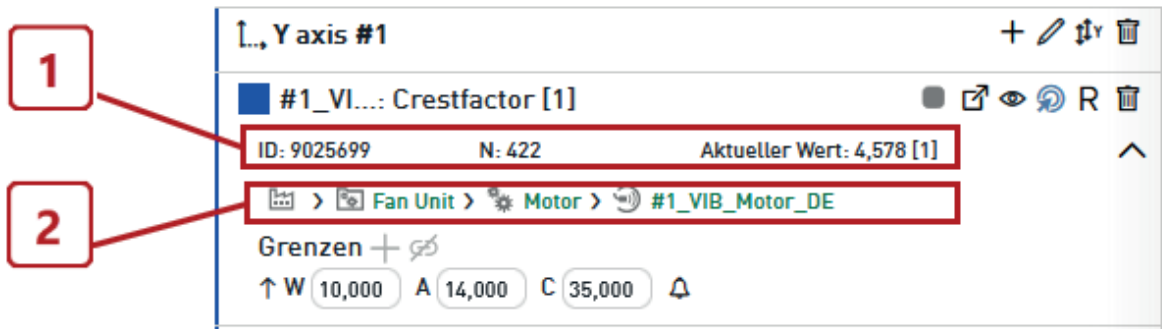 Y axis #1
1
#1_VI...: Crestfactor [1] R
ID: 9025699 N: 422 Aktueller Wert: 4,578 [1]
2
> Fan Unit > Motor > #1_VIB_Motor_DE
Grenzen
↑ W 10,000 A 14,000 C 35,000